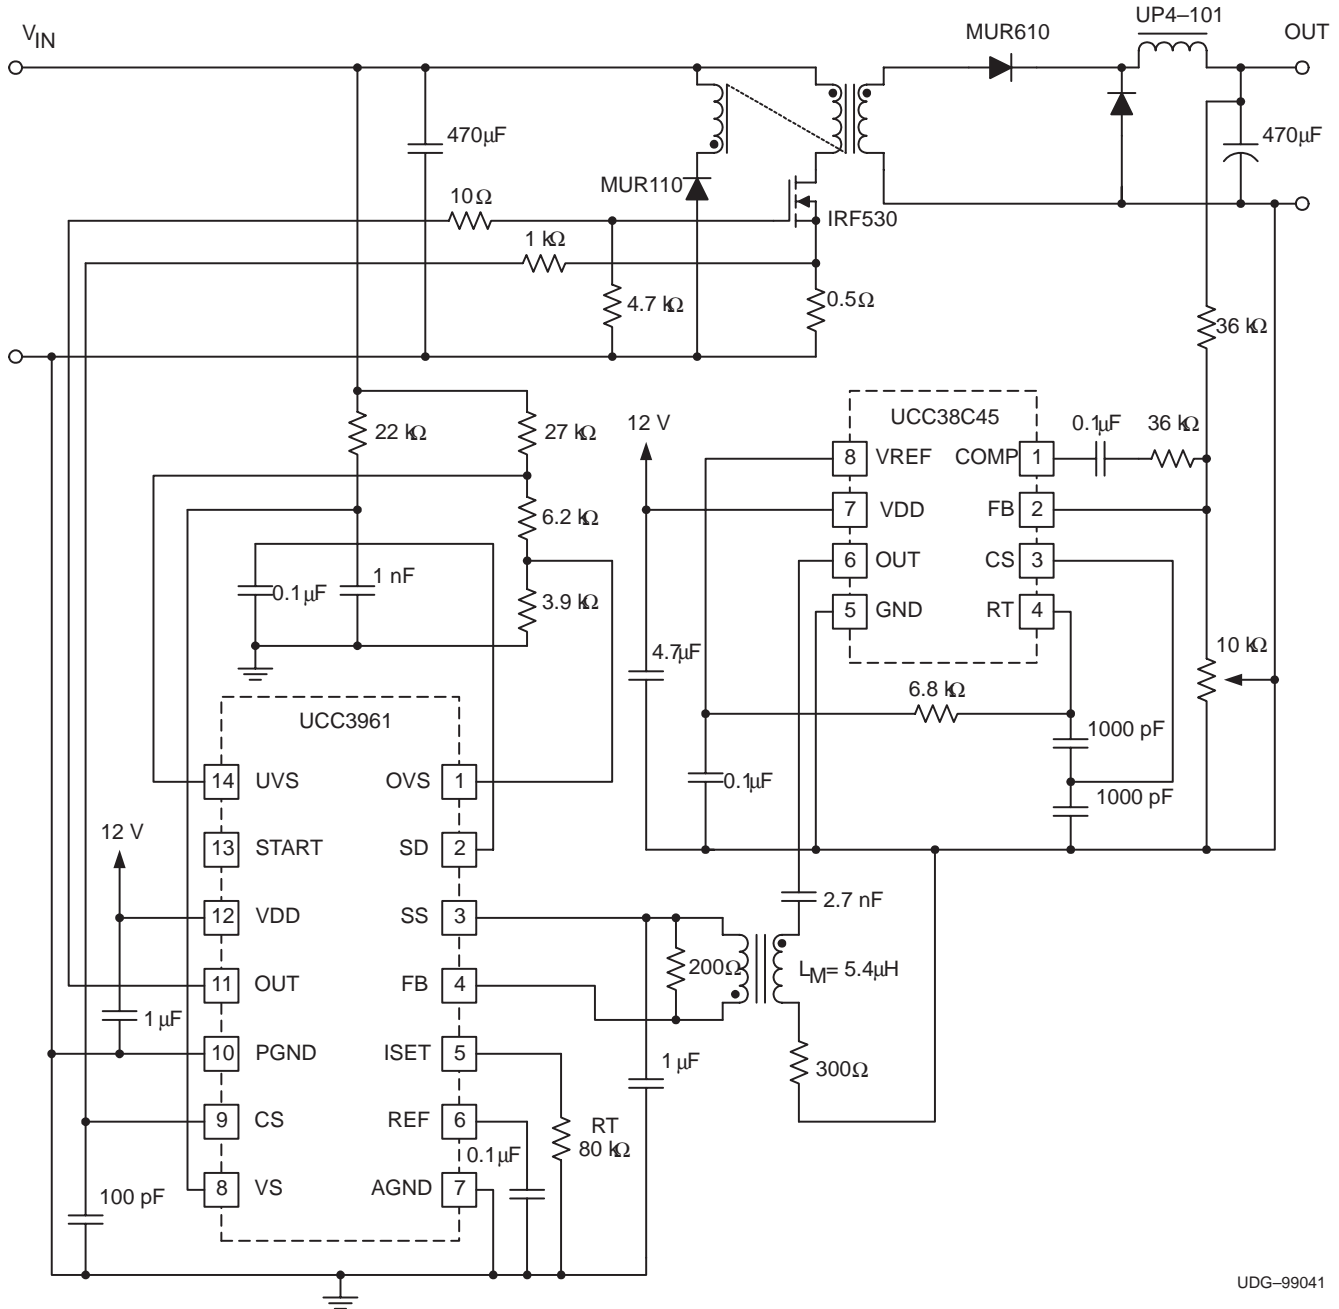 UP4–101
V_IN
MUR610
OUT
470µF
470µF
MUR110
10Ω
IRF530
1 kΩ
4.7 kΩ
0.5Ω
36 kΩ
UCC38C45
12 V
0.1µF
36 kΩ
22 kΩ
27 kΩ
8 VREF
COMP 1
7 VDD
FB 2
6.2 kΩ
6 OUT
CS 3
1 nF
0.1µF
3.9 kΩ
5 GND
RT 4
4.7µF
10 kΩ
6.8 kΩ
UCC3961
1000 pF
14 UVS
OVS 1
0.1µF
1000 pF
12 V
13 START
SD 2
2.7 nF
12 VDD
SS 3
200Ω
L_M= 5.4µH
11 OUT
FB 4
1 µF
10 PGND
ISET 5
1 µF
300Ω
9 CS
REF 6
RT
80 kΩ
0.1µF
100 pF
8 VS
AGND 7
UDG–99041